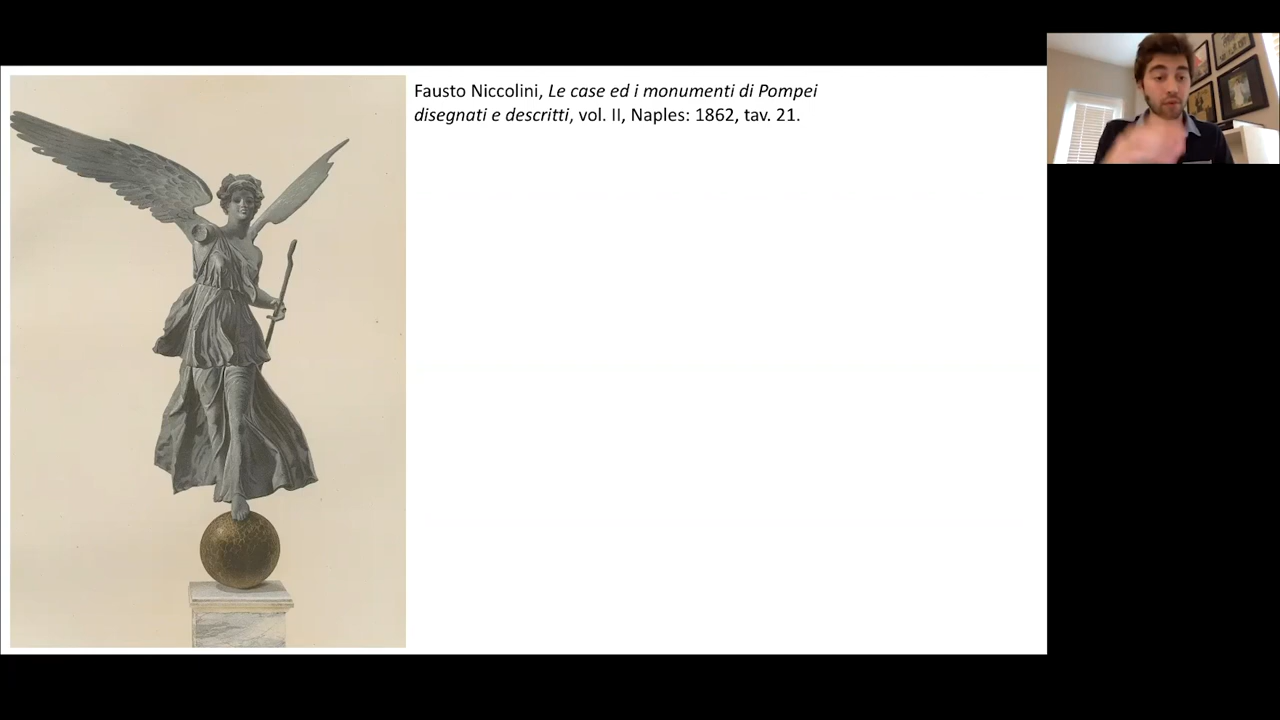 Fausto Niccolini, Le case ed i monumenti di Pompei
disegnati e descritti, vol. II, Naples: 1862, tav. 21.